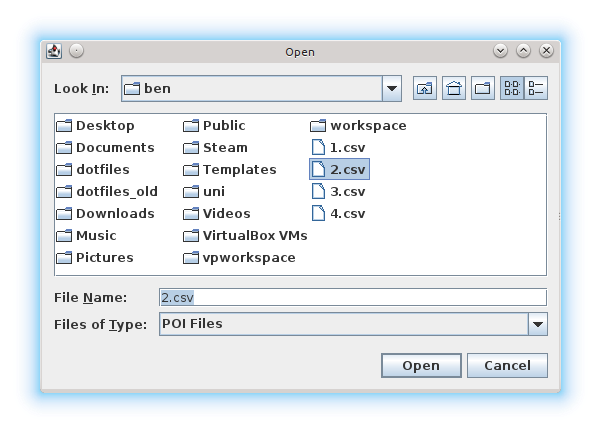 Open
Look In: ben
Desktop Public workspace
Documents Steam 1.csv
dotfiles Templates 2.csv
dotfiles_old uni 3.csv
Downloads Videos 4.csv
Music VirtualBox VMs
Pictures vpworkspace
File Name: 2.csv
Files of Type: POI Files
Open Cancel